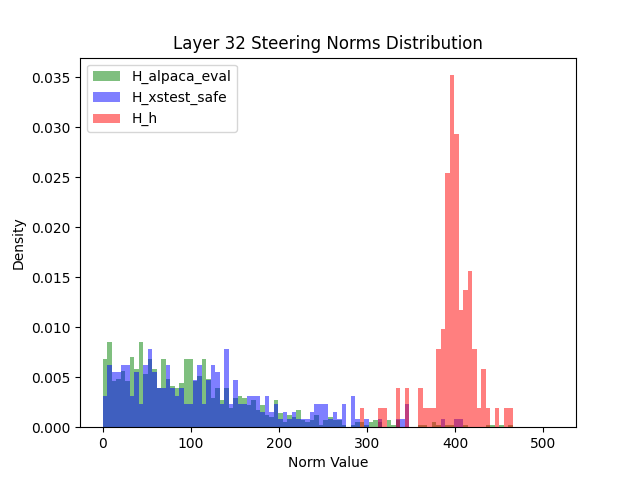 Layer 32 Steering Norms Distribution
H_alpaca_eval
H_xstest_safe
H_h
0.035
0.030
0.025
0.020
0.015
0.010
0.005
0.000
Density
0
100
200
300
400
500
Norm Value